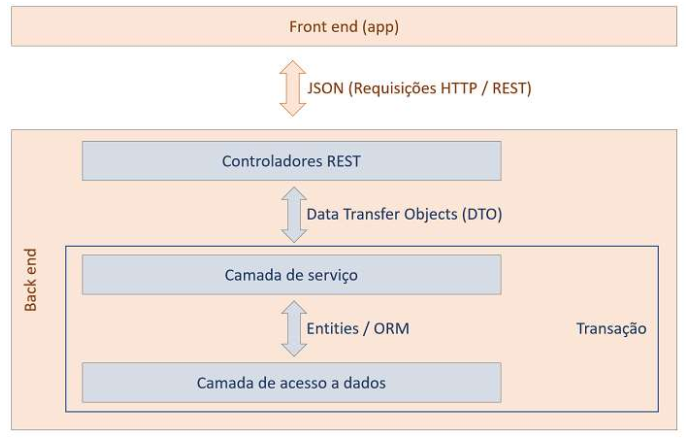 Front end (app)
JSON (Requisições HTTP / REST)
Controladores REST
Data Transfer Objects (DTO)
Back end
Camada de serviço
Entities / ORM
Transação
Camada de acesso a dados